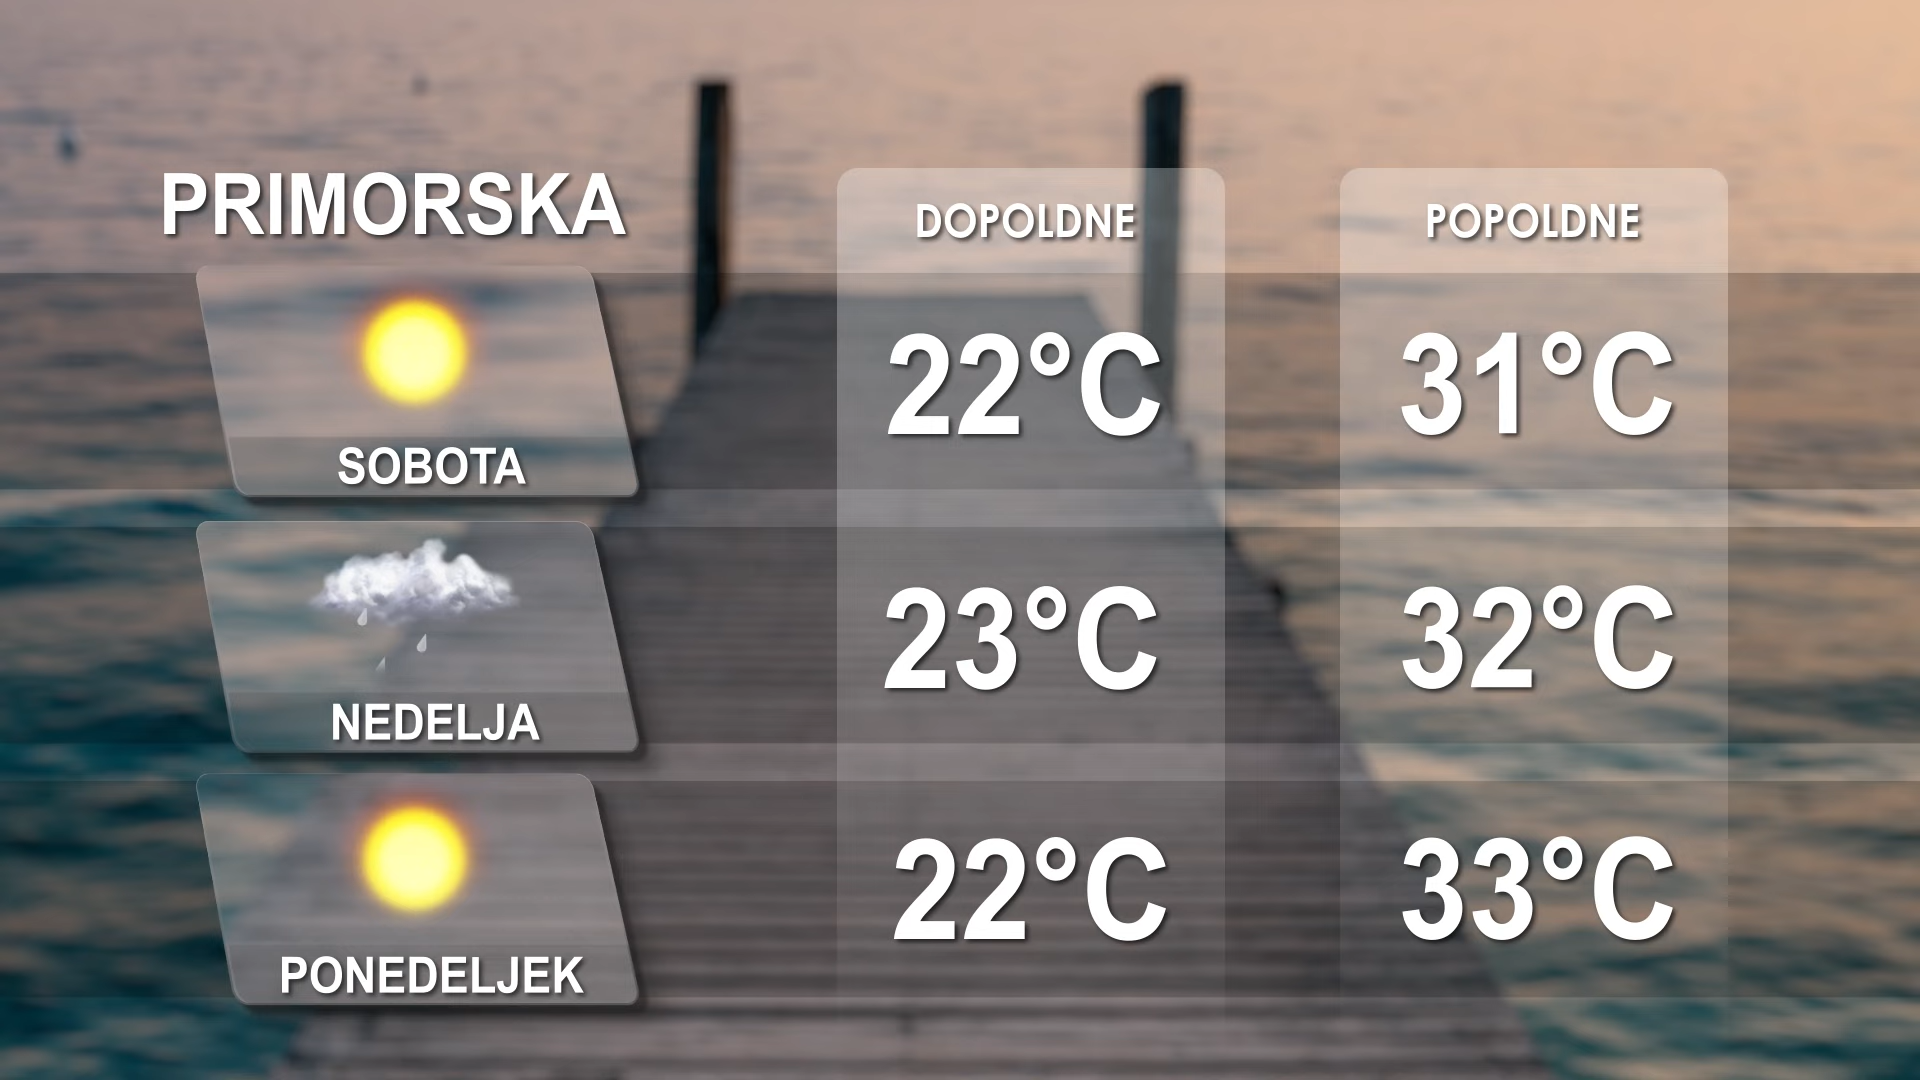 PRIMORSKA
DOPOLDNE
POPOLDNE
SOBOTA
22°C
31°C
NEDELJA
23°C
32°C
PONEDELJEK
22°C
33°C